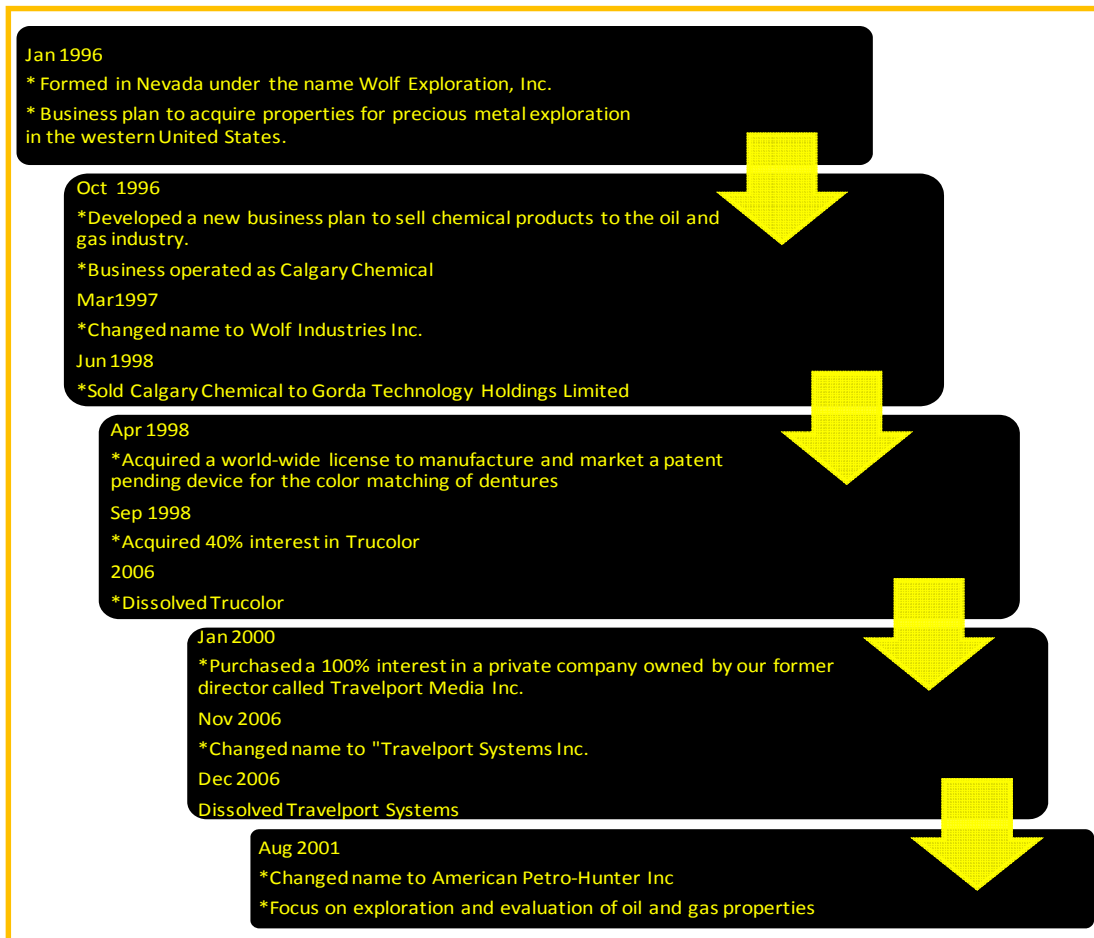 Jan 1996
* Formed in Nevada under the name Wolf Exploration, Inc.
* Business plan to acquire properties for precious metal exploration
in the western United States.
Oct 1996
*Developed a new business plan to sell chemical products to the oil and
gas industry.
*Business operated as Calgary Chemical
Mar1997
*Changed name to Wolf Industries Inc.
Jun 1998
*Sold Calgary Chemical to Gorda Technology Holdings Limited
Apr 1998
*Acquired a world-wide license to manufacture and market a patent
pending device for the color matching of dentures
Sep 1998
*Acquired 40% interest in Trucolor
2006
*Dissolved Trucolor
Jan 2000
*Purchased a 100% interest in a private company owned by our former
director called Travelport Media Inc.
Nov 2006
*Changed name to "Travelport Systems Inc.
Dec 2006
Dissolved Travelport Systems
Aug 2001
*Changed name to American Petro-Hunter Inc
*Focus on exploration and evaluation of oil and gas properties